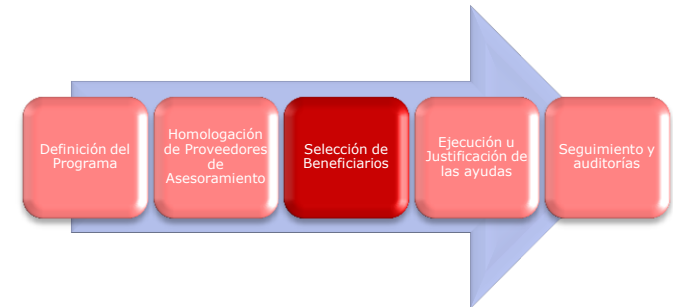 Definición del
Programa
Homologación
de Proveedores
de
Asesoramiento
Selección de
Beneficiarios
Ejecución u
Justificación de
las ayudas
Seguimiento y
auditorías